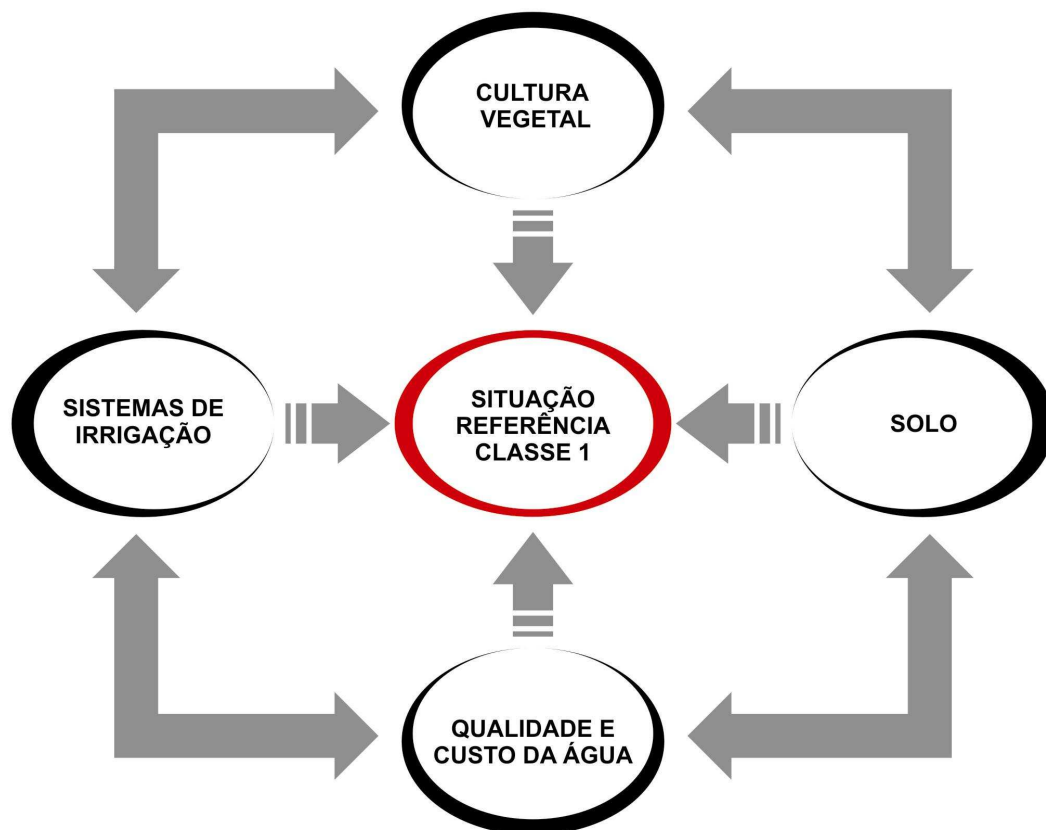 CULTURA
VEGETAL
SISTEMAS DE
IRRIGAÇÃO
SITUAÇÃO
REFERÊNCIA
CLASSE 1
SOLO
QUALIDADE E
CUSTO DA ÁGUA